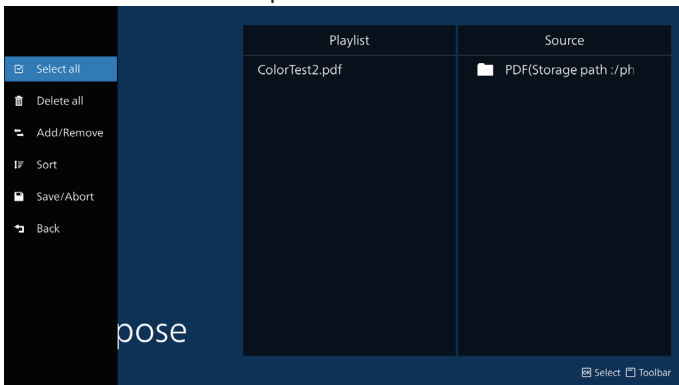 Playlist
Source
Select all
ColorTest2.pdf
PDF(Storage path :/ph
Delete all
Add/Remove
Sort
Save/Abort
Back
pose
OK Select Toolbar